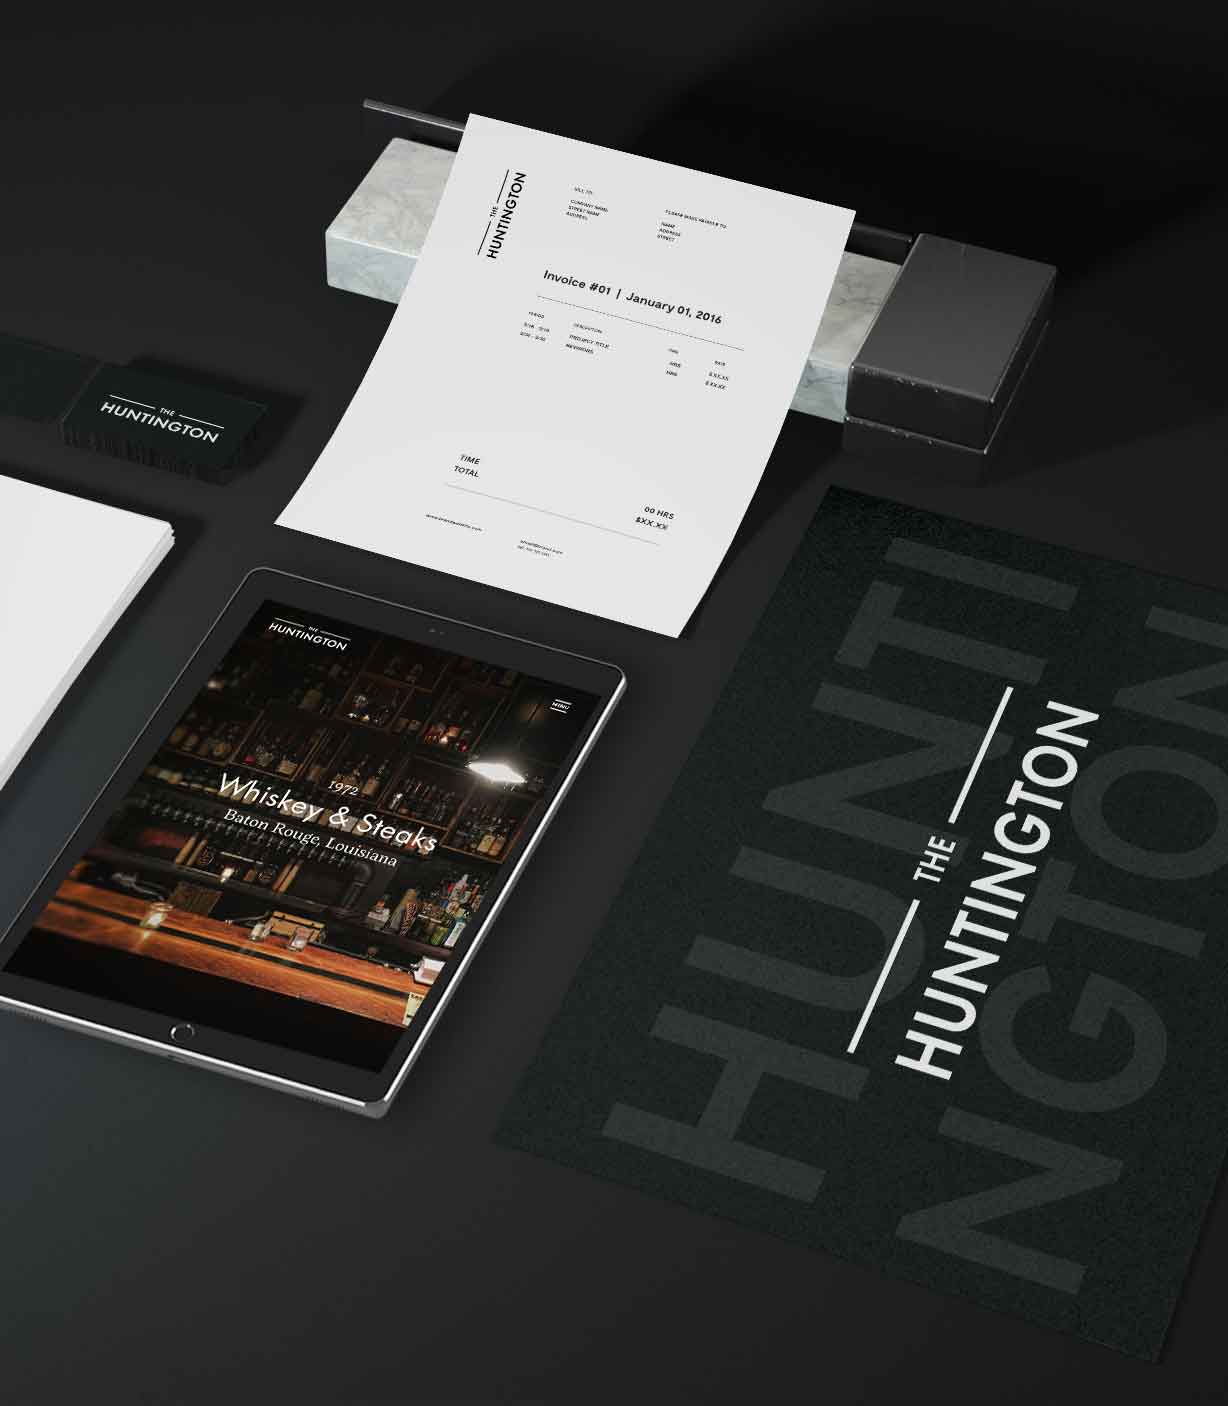 THE
HUNTINGTON
BILL TO:
COMPANY NAME
STREET NAME
ADDRESS
PLEASE MAKE PAYABLE TO
NAME
ADDRESS
STREET
Invoice #01 | January 01, 2016
PERIOD
DESCRIPTION
TIME
RATE
PROJECT TITLE
HRS
$ XX.XX
REVISIONS
HRS
$ XX.XX
TIME
TOTAL
00 HRS
$XX.XX
THE
HUNTINGTON
THE
HUNTINGTON
MENU
1972
Whiskey & Steaks
Baton Rouge, Louisiana
HUNTI
NGTON
THE
HUNTINGTON